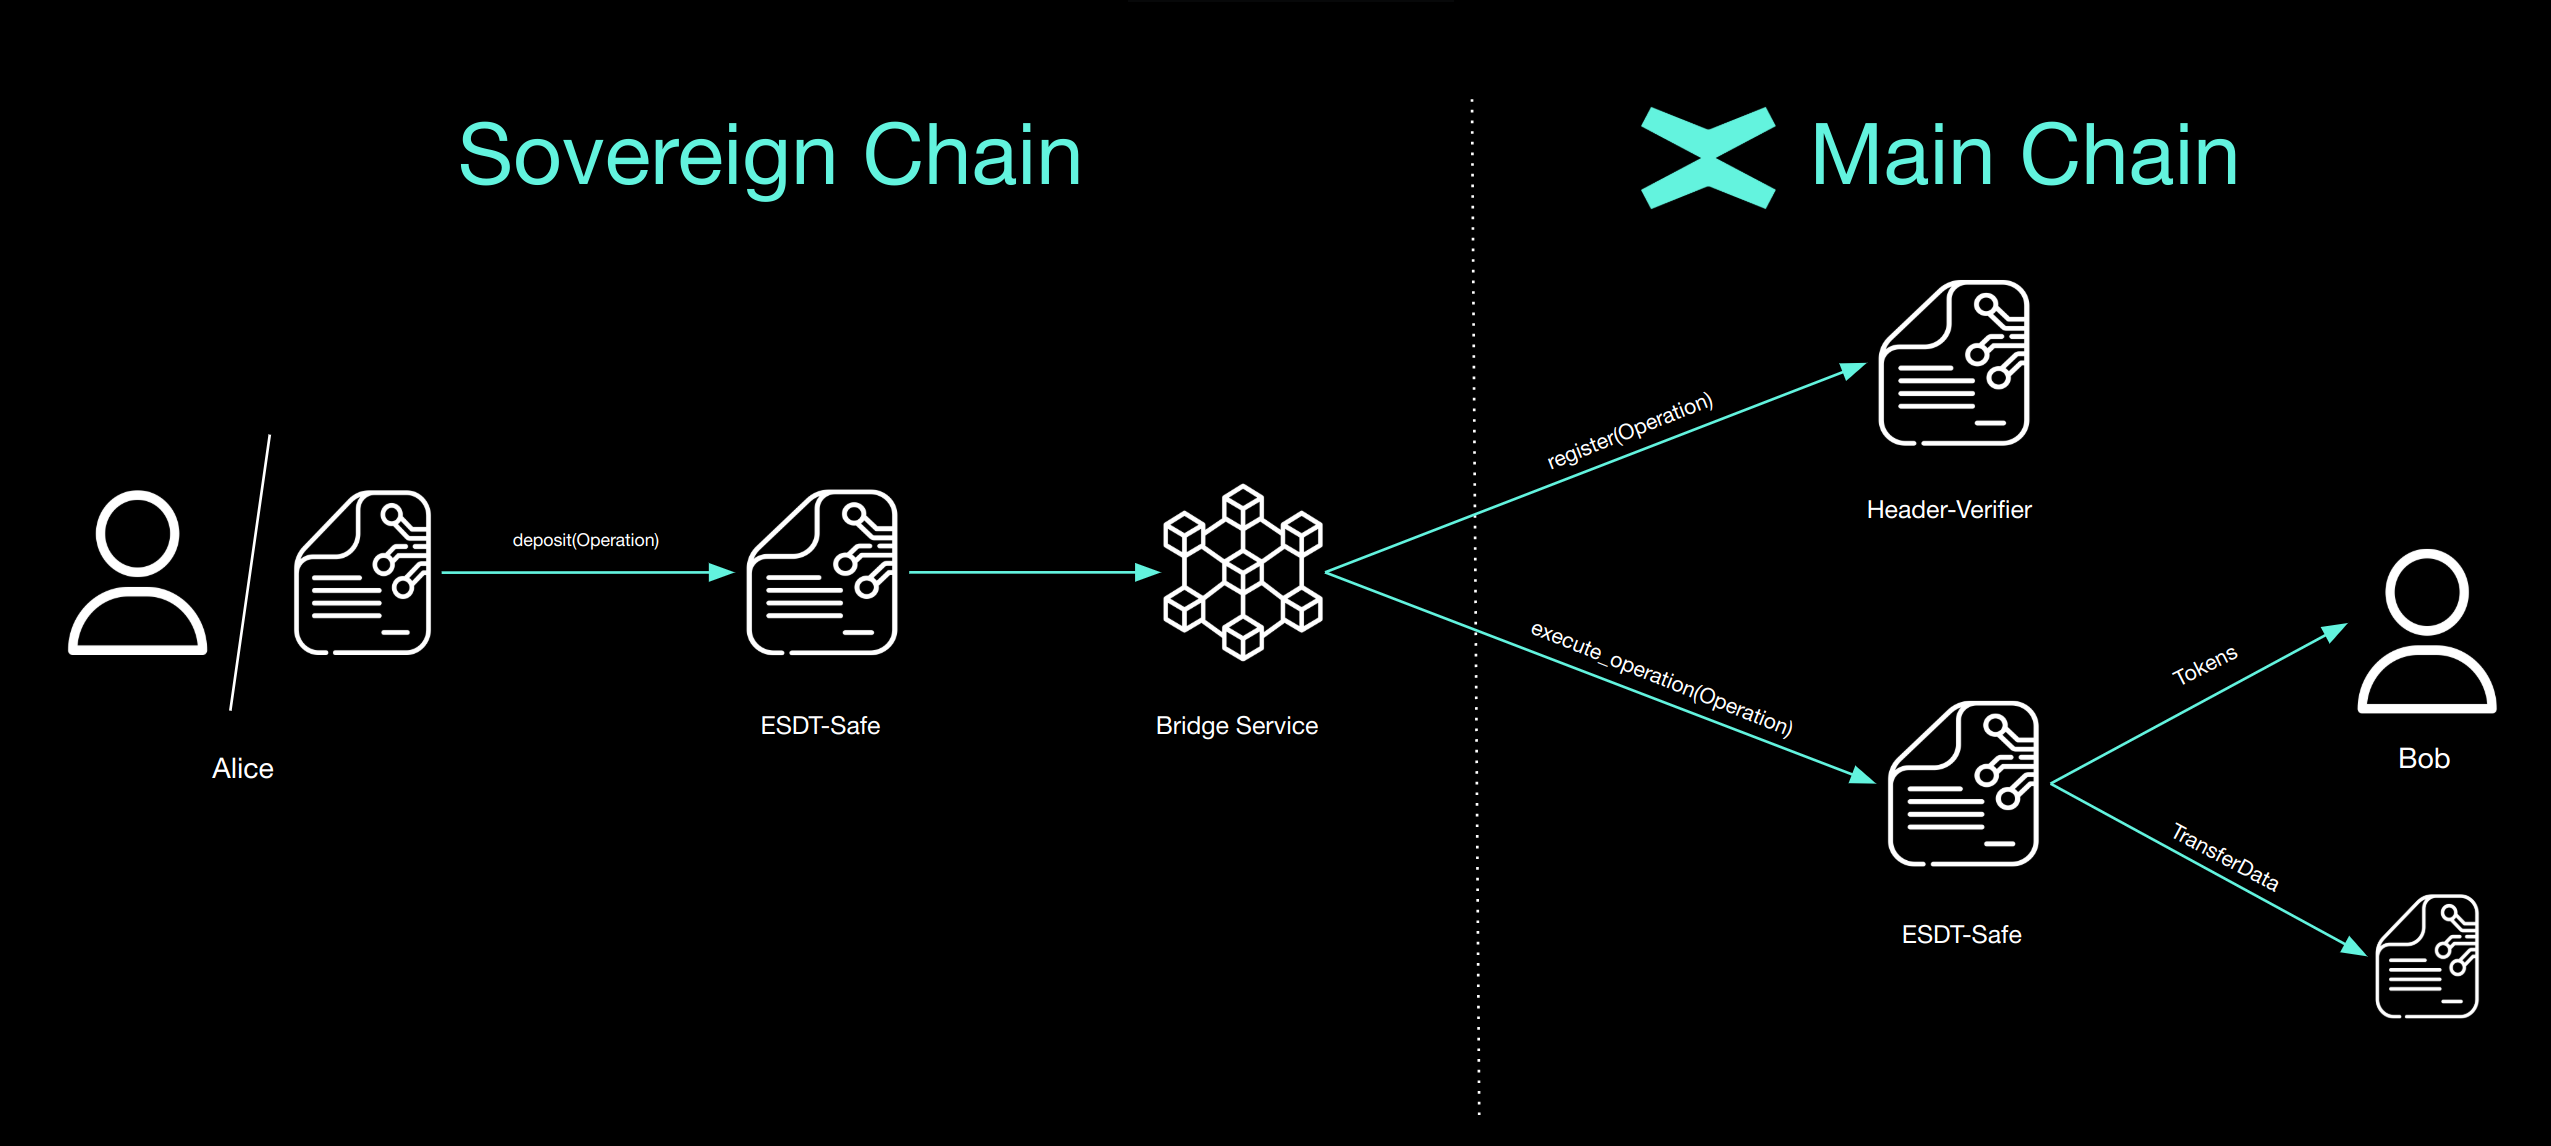 Sovereign Chain
Main Chain
deposit(Operation)
register(Operation)
execute_operation(Operation)
Header-Verifier
Tokens
TransferData
ESDT-Safe
Bridge Service
Alice
Bob
ESDT-Safe